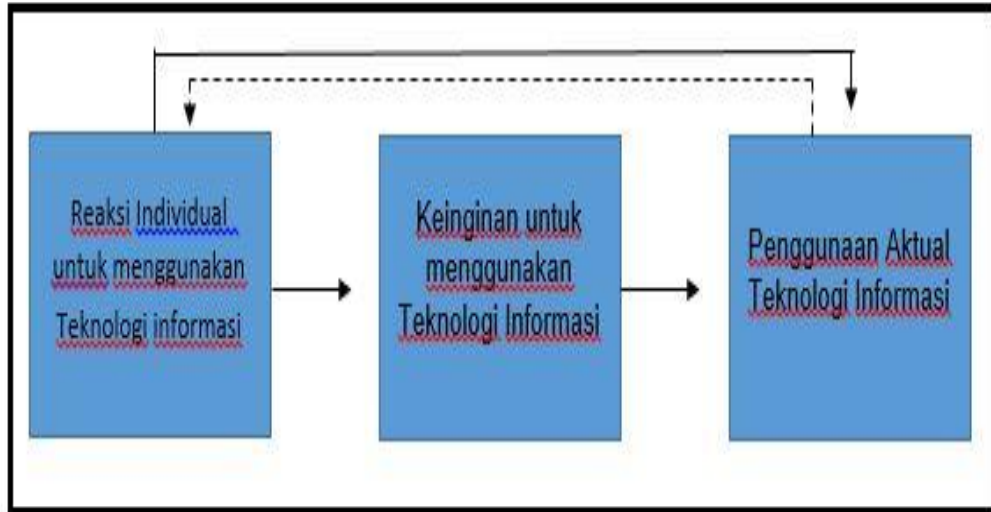 Reaksi Individual
untuk menggunakan
Teknologi informasi
Keinginan untuk
menggunakan
Teknologi Informasi
Penggunaan Aktual
Teknologi Informasi